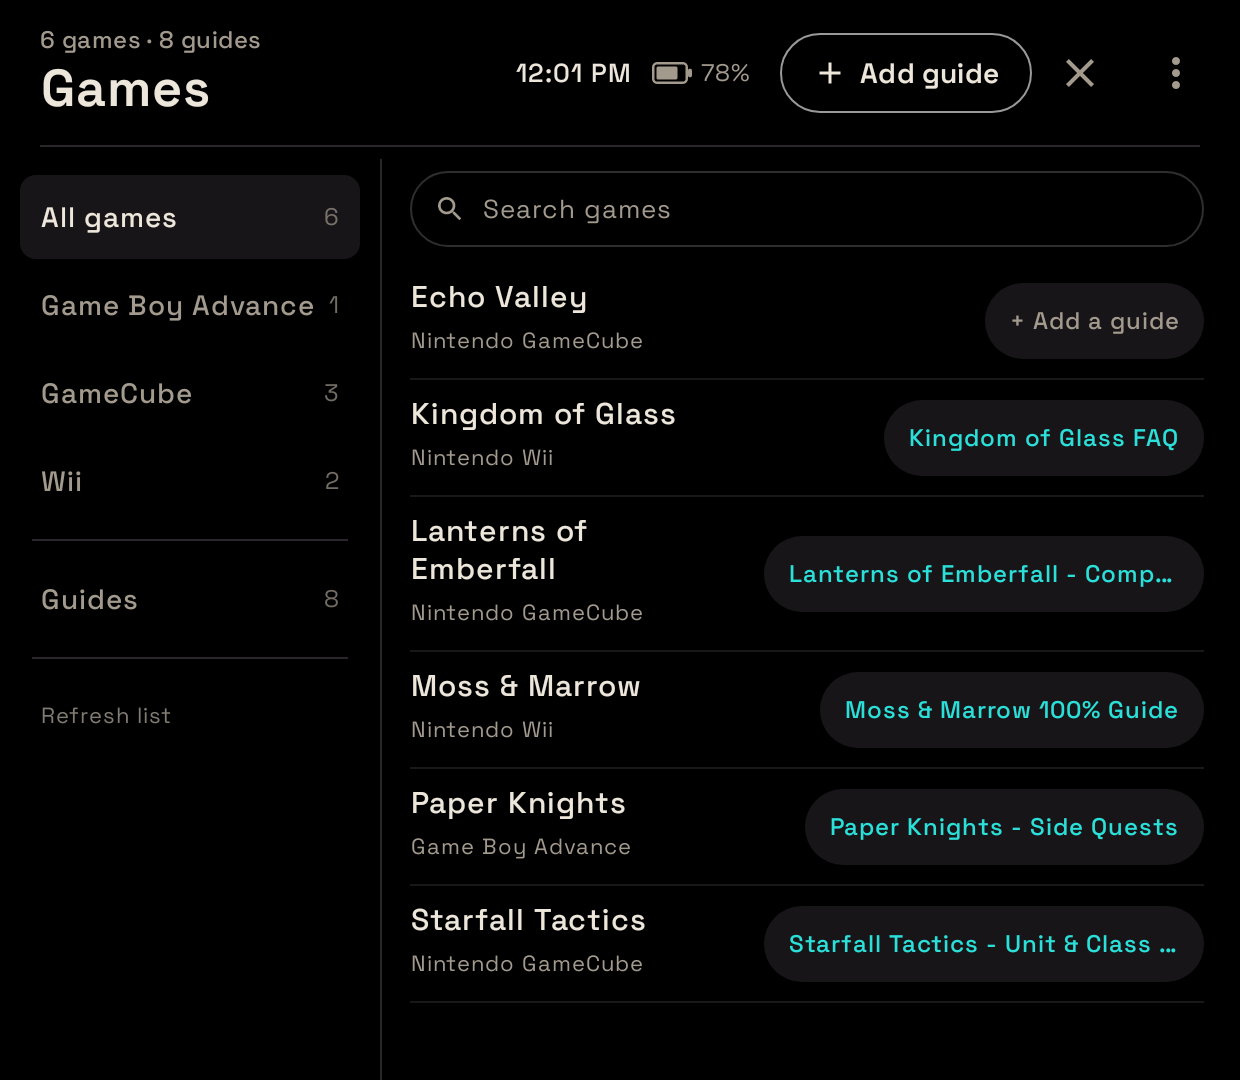 6 games · 8 guides
Games
12:01 PM
78%
+ Add guide
All games 6
Game Boy Advance 1
GameCube 3
Wii 2
Guides 8
Refresh list
Search games
Echo Valley
Nintendo GameCube
+ Add a guide
Kingdom of Glass
Nintendo Wii
Kingdom of Glass FAQ
Lanterns of
Emberfall
Nintendo GameCube
Lanterns of Emberfall - Comp…
Moss & Marrow
Nintendo Wii
Moss & Marrow 100% Guide
Paper Knights
Game Boy Advance
Paper Knights - Side Quests
Starfall Tactics
Nintendo GameCube
Starfall Tactics - Unit & Class …